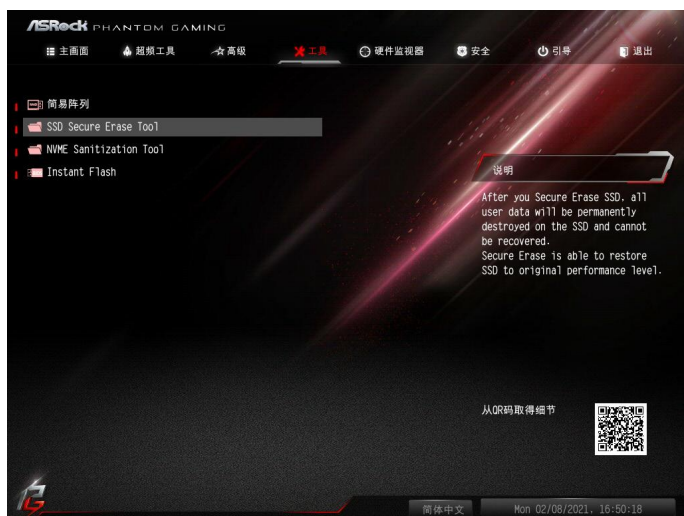 ASRock PHANTOM GAMING
主画面 超频工具 高级 工具 硬件监视器 安全 引导 退出
简易阵列
SSD Secure Erase Tool
NVME Sanitization Tool
Instant Flash
说明
After you Secure Erase SSD, all
user data will be permanently
destroyed on the SSD and cannot
be recovered.
Secure Erase is able to restore
SSD to original performance level.
从QR码取得细节
简体中文 Mon 02/08/2021, 16:50:18